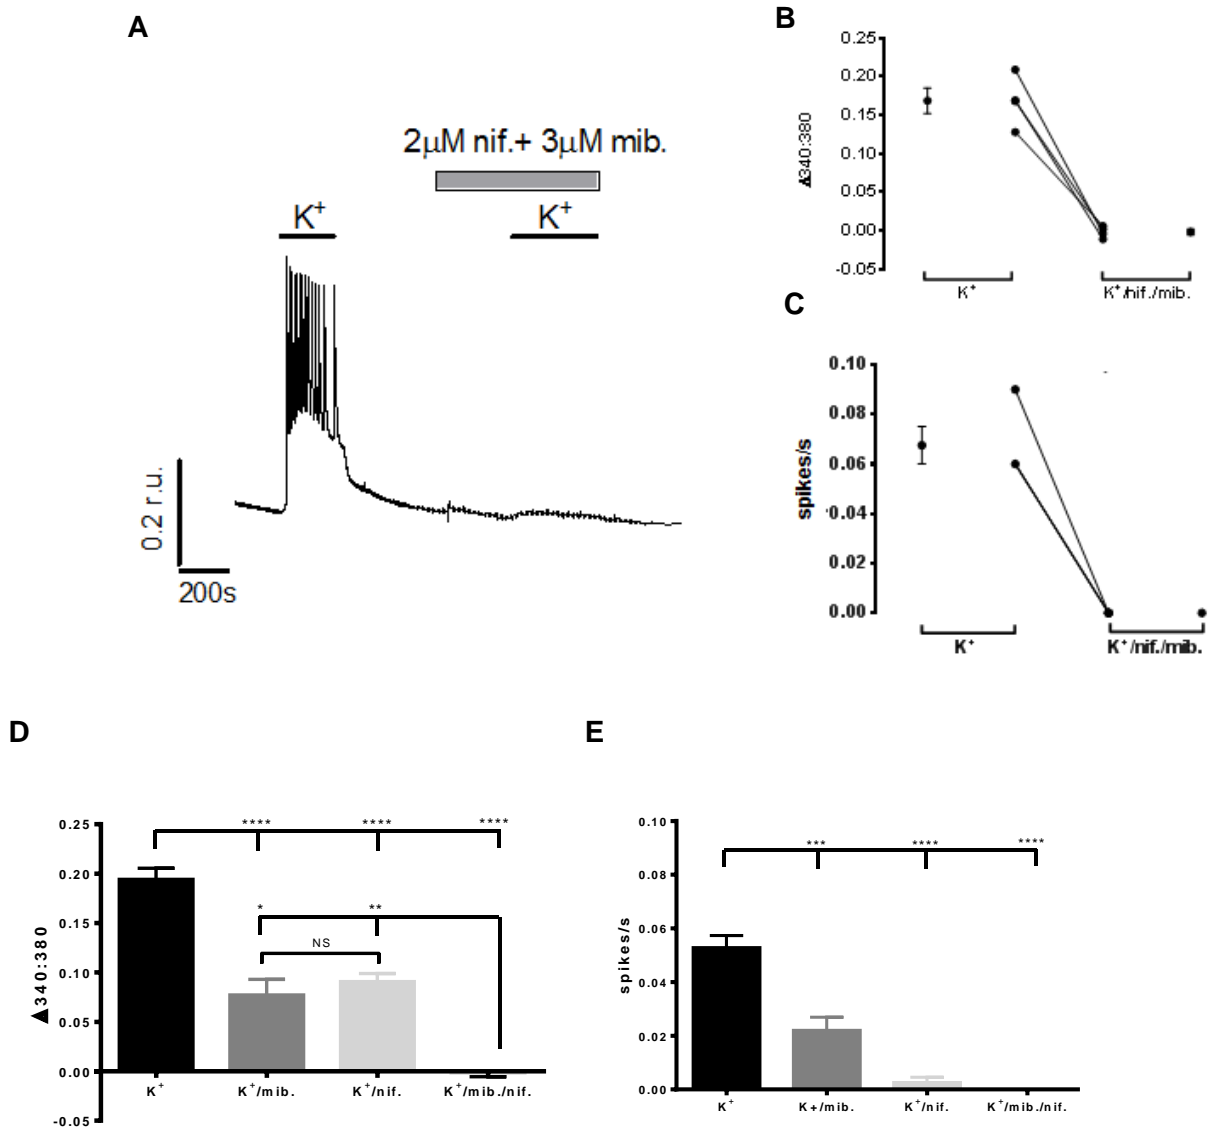 A
2µM nif.+ 3µM mib.
K⁺
K⁺
0.2 r.u.
200s
B
0.25
0.20
0.15
0.10
0.05
0.00
-0.05
Δ340:380
K⁺
K⁺/nif./mib.
C
0.10
0.08
0.06
0.04
0.02
0.00
spikes/s
K⁺
K⁺/nif./mib.
D
0.25
0.20
0.15
0.10
0.05
0.00
-0.05
Δ340:380
**** **** ****
* **
NS
K⁺ K⁺/mib. K⁺/nif. K⁺/mib./nif.
E
0.10
0.08
0.06
0.04
0.02
0.00
spikes/s
*** **** ****
K⁺ K+/mib. K⁺/nif. K⁺/mib./nif.